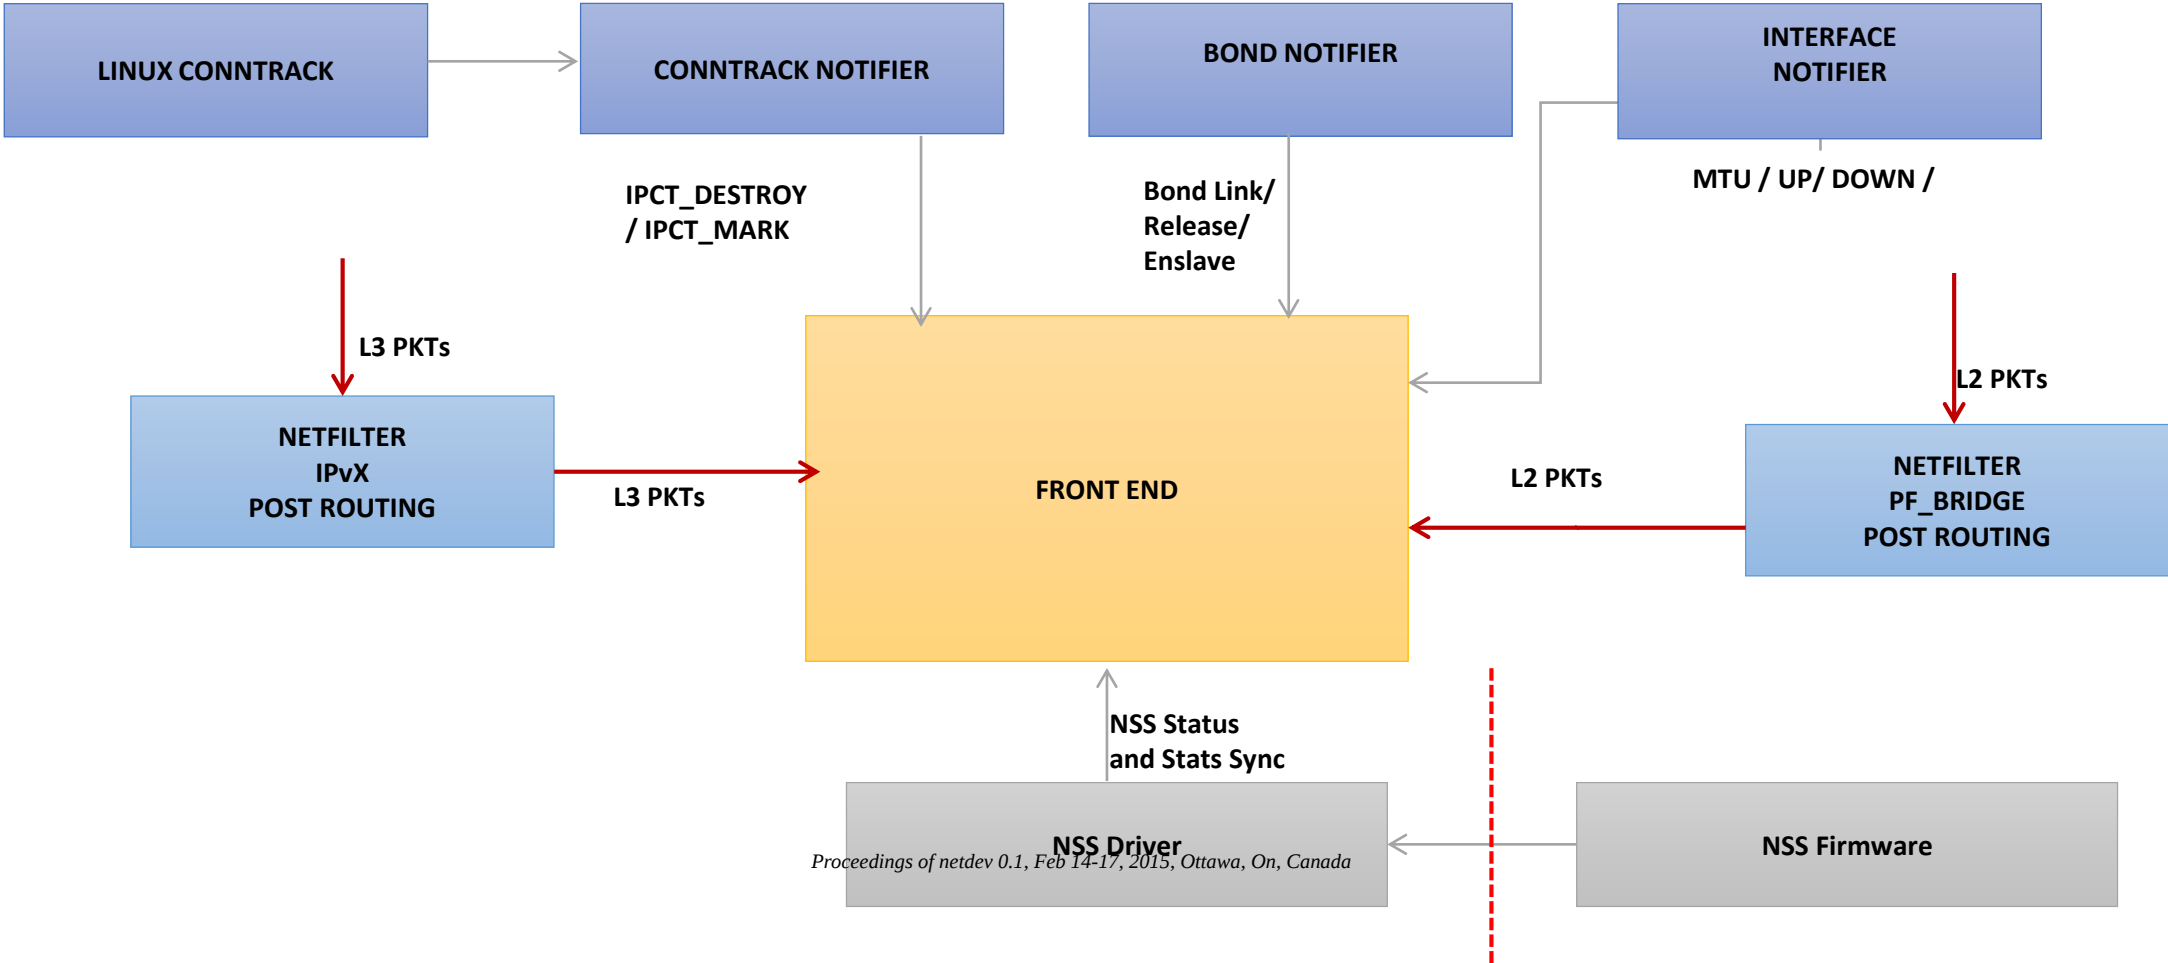 LINUX CONNTRACK
CONNTRACK NOTIFIER
BOND NOTIFIER
INTERFACE
NOTIFIER
IPCT_DESTROY
/ IPCT_MARK
Bond Link/
Release/
Enslave
MTU / UP/ DOWN /
L3 PKTs
L2 PKTs
NETFILTER
IPvX
POST ROUTING
L3 PKTs
FRONT END
L2 PKTs
NETFILTER
PF_BRIDGE
POST ROUTING
NSS Status
and Stats Sync
NSS Driver
NSS Firmware
Proceedings of netdev 0.1, Feb 14-17, 2015, Ottawa, On, Canada